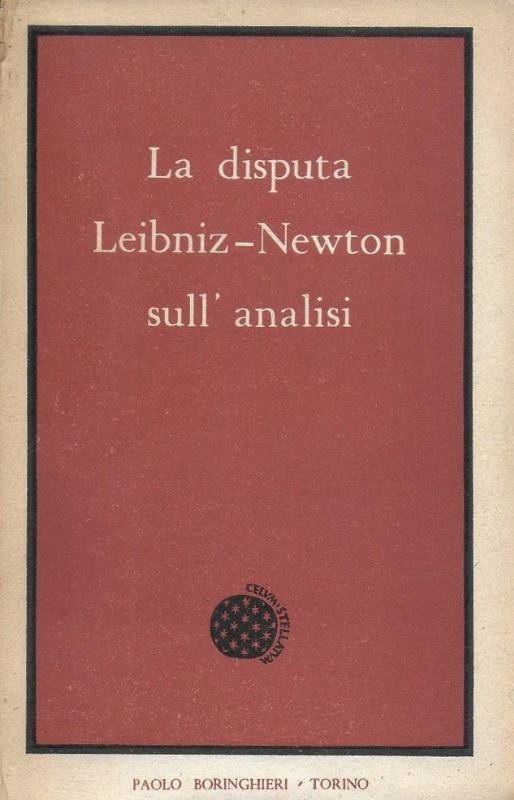 La disputa
Leibniz–Newton
sull' analisi
CELVM STELLATVM
PAOLO BORINGHIERI - TORINO